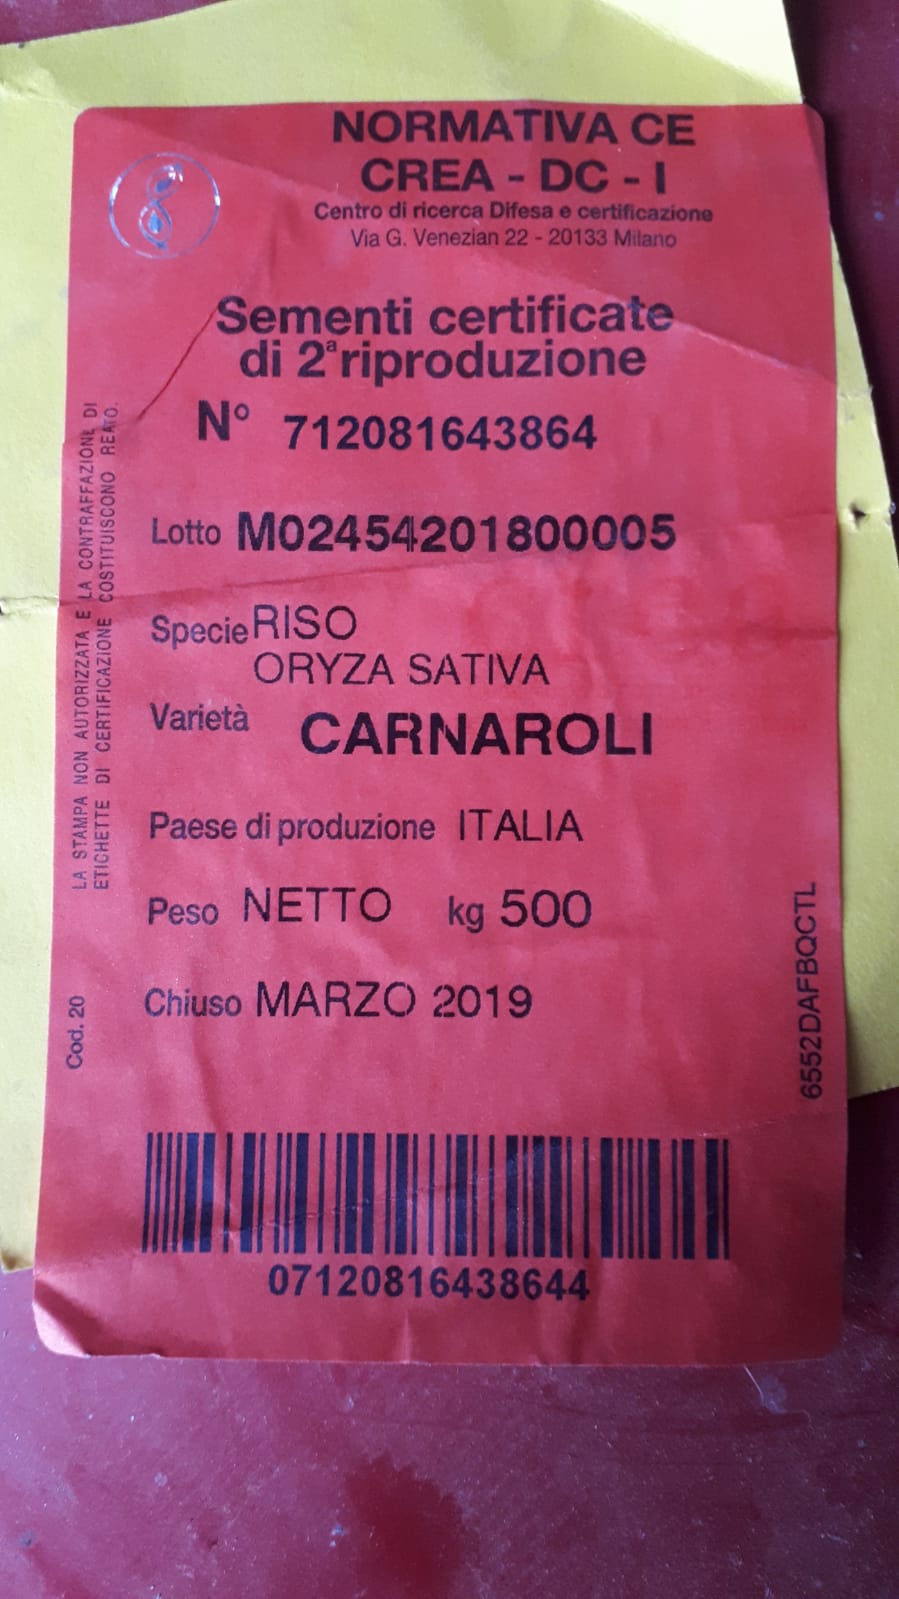 NORMATIVA CE
CREA - DC - I
Centro di ricerca Difesa e certificazione
Via G. Venezian 22 - 20133 Milano
Sementi certificate
di 2ª riproduzione
N° 712081643864
Lotto M02454201800005
Specie RISO
ORYZA SATIVA
Varietà CARNAROLI
Paese di produzione ITALIA
Peso NETTO kg 500
Chiuso MARZO 2019
07120816438644
LA STAMPA NON AUTORIZZATA E LA CONTRAFFAZIONE DI
ETICHETTE DI CERTIFICAZIONE COSTITUISCONO REATO.
Cod. 20
6552DAFBQCTL